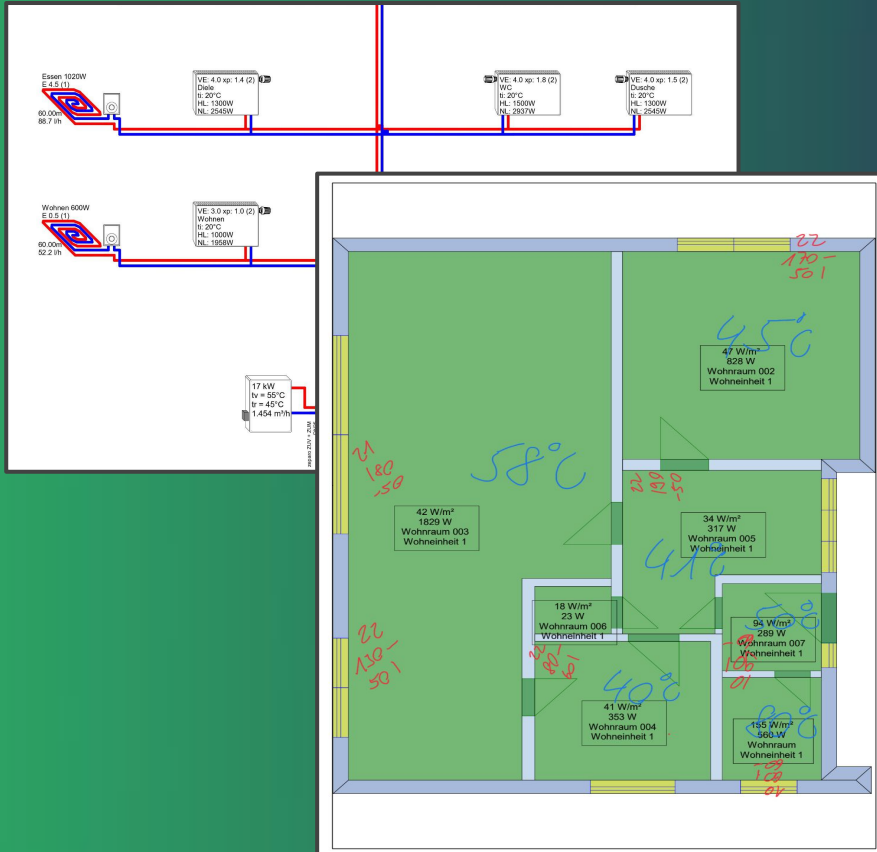 Essen 1020W
E 4.5 (1)
60.00m
88.7 l/h
VE: 4.0 xp: 1.4 (2)
Diele
ti: 20°C
HL: 1300W
NL: 2545W
VE: 4.0 xp: 1.8 (2)
WC
ti: 20°C
HL: 1500W
NL: 2937W
VE: 4.0 xp: 1.5 (2)
Dusche
ti: 20°C
HL: 1300W
NL: 2545W
Wohnen 600W
E 0.5 (1)
60.00m
52.2 l/h
VE: 3.0 xp: 1.0 (2)
Wohnen
ti: 20°C
HL: 1000W
NL: 1958W
17 kW
tv = 55°C
tr = 45°C
1.454 m³/h
22
170-
50 l
45°C
47 W/m²
828 W
Wohnraum 002
Wohneinheit 1
21
180
-50
58°C
42 W/m²
1829 W
Wohnraum 003
Wohneinheit 1
34 W/m²
317 W
Wohnraum 005
Wohneinheit 1
18 W/m²
23 W
Wohnraum 006
Wohneinheit 1
94 W/m²
289 W
Wohnraum 007
Wohneinheit 1
22
130-
50 l
40°C
41 W/m²
353 W
Wohnraum 004
Wohneinheit 1
155 W/m²
560 W
Wohnraum
Wohneinheit 1